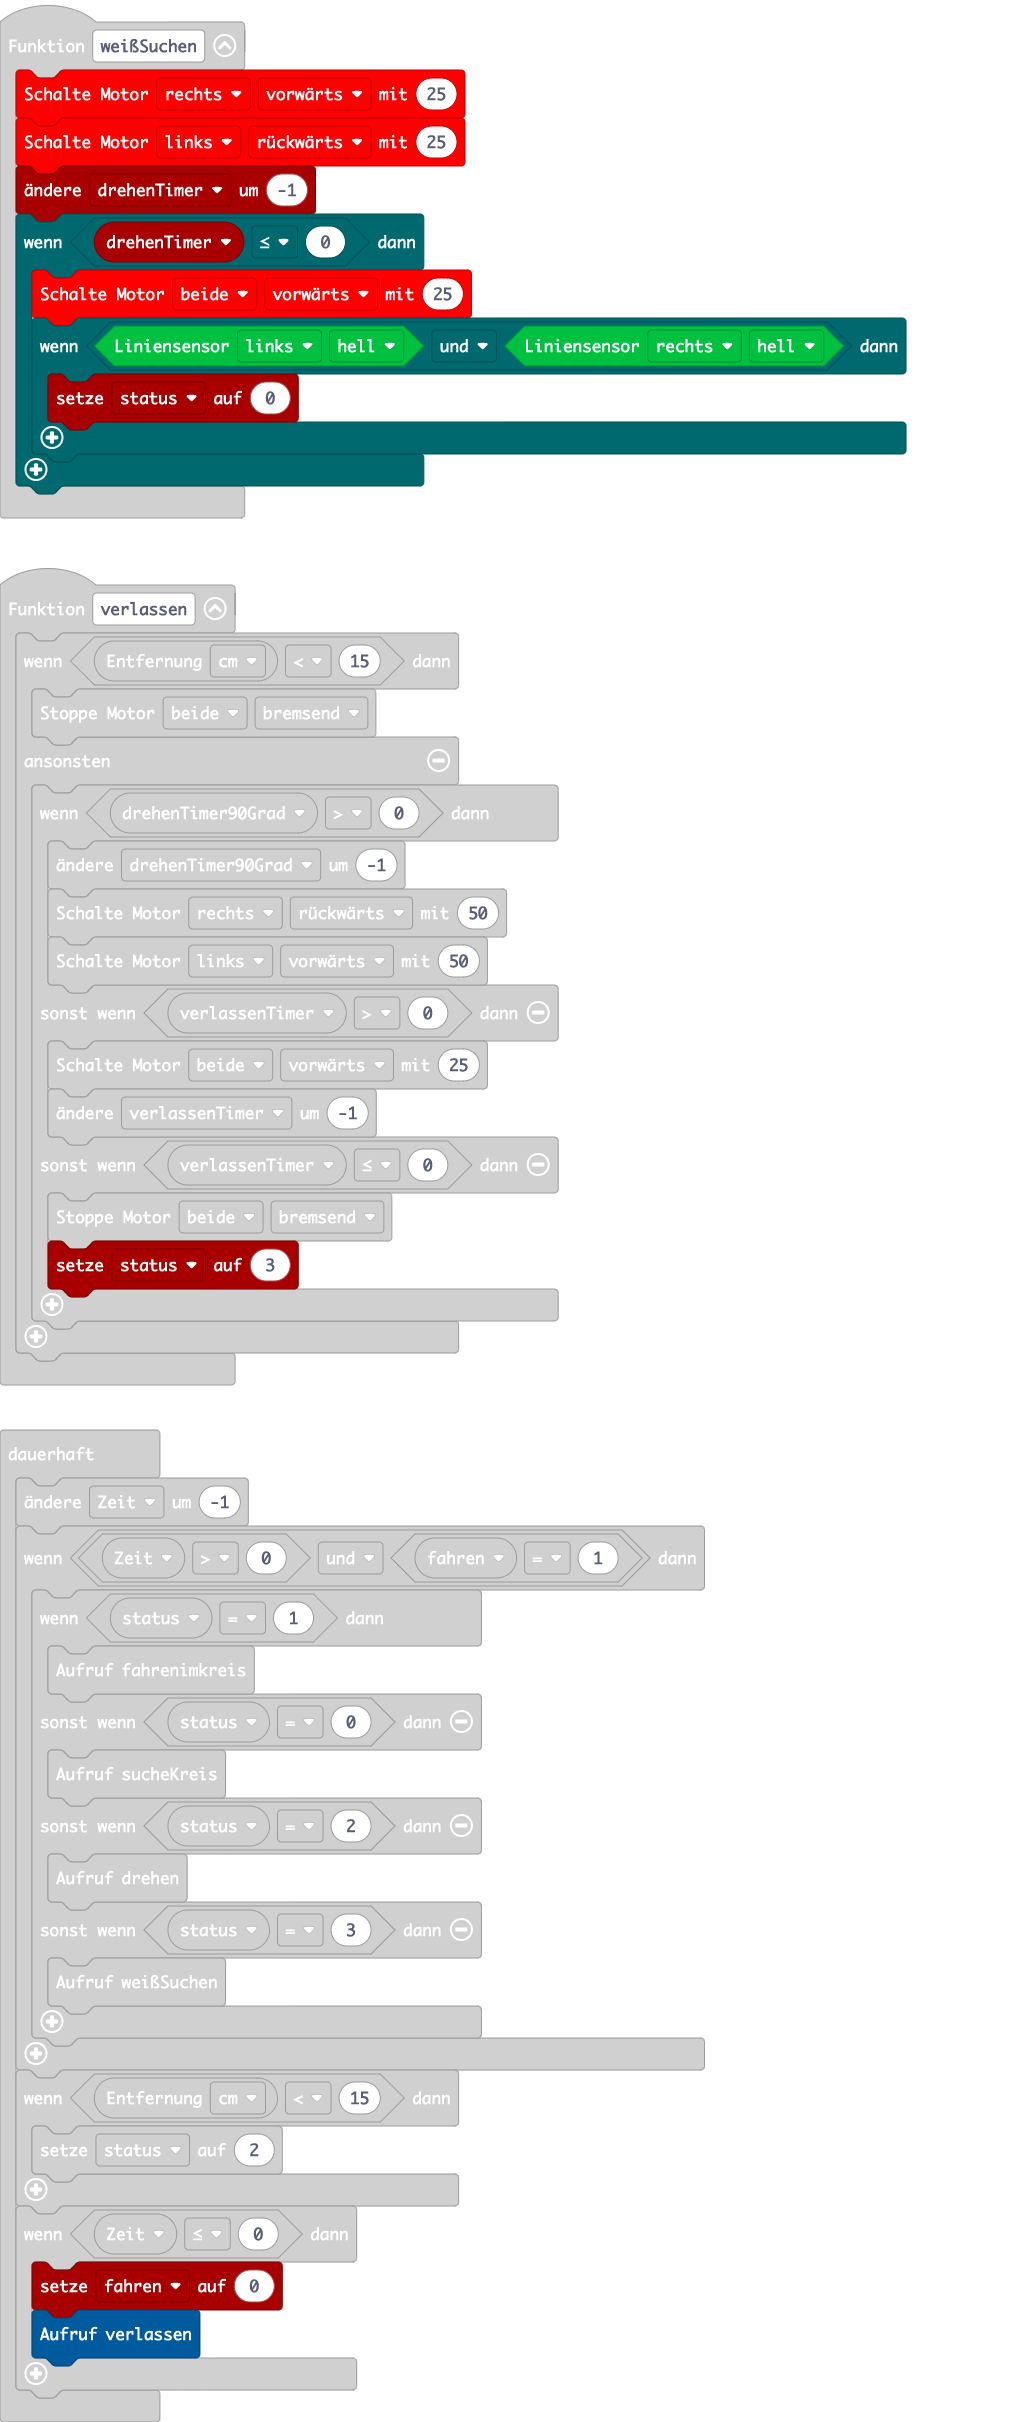 Funktion weißSuchen
Schalte Motor rechts vorwärts mit 25
Schalte Motor links rückwärts mit 25
ändere drehenTimer um -1
wenn drehenTimer ≤ 0 dann
Schalte Motor beide vorwärts mit 25
wenn Liniensensor links hell und Liniensensor rechts hell dann
setze status auf 0
Funktion verlassen
wenn Entfernung cm < 15 dann
Stoppe Motor beide bremsend
ansonsten
wenn drehenTimer90Grad > 0 dann
ändere drehenTimer90Grad um -1
Schalte Motor rechts rückwärts mit 50
Schalte Motor links vorwärts mit 50
sonst wenn verlassenTimer > 0 dann
Schalte Motor beide vorwärts mit 25
ändere verlassenTimer um -1
sonst wenn verlassenTimer ≤ 0 dann
Stoppe Motor beide bremsend
setze status auf 3
dauerhaft
ändere Zeit um -1
wenn Zeit > 0 und fahren = 1 dann
wenn status = 1 dann
Aufruf fahrenimkreis
sonst wenn status = 0 dann
Aufruf sucheKreis
sonst wenn status = 2 dann
Aufruf drehen
sonst wenn status = 3 dann
Aufruf weißSuchen
wenn Entfernung cm < 15 dann
setze status auf 2
wenn Zeit ≤ 0 dann
setze fahren auf 0
Aufruf verlassen